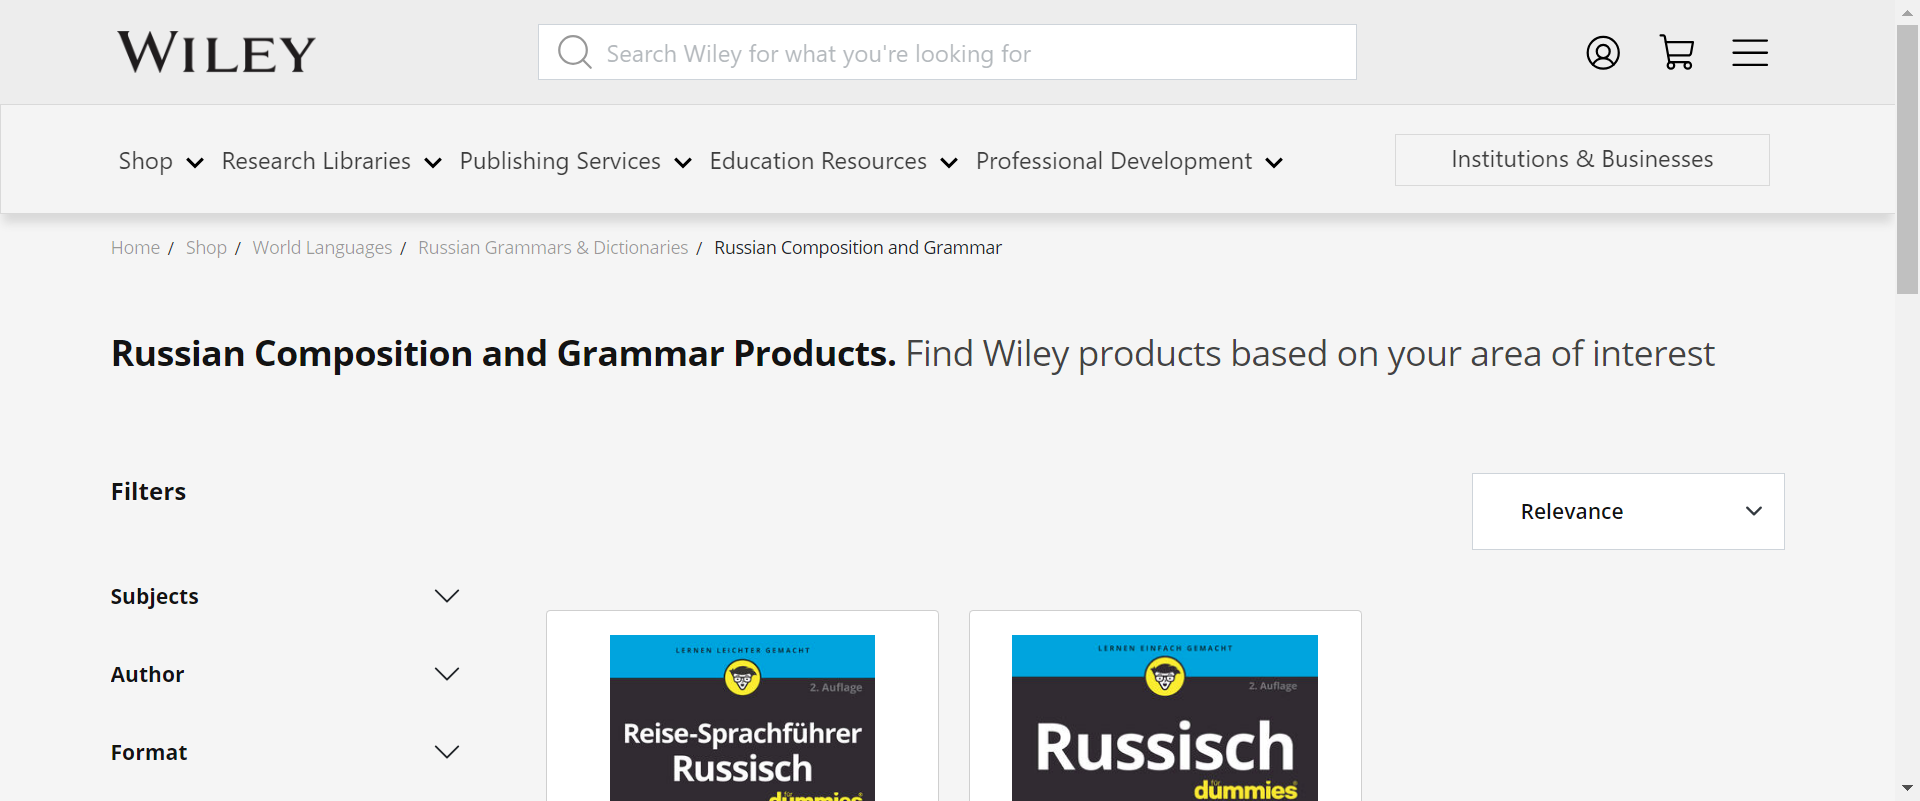 WILEY
Search Wiley for what you're looking for
Shop Research Libraries Publishing Services Education Resources Professional Development Institutions & Businesses
Home / Shop / World Languages / Russian Grammars & Dictionaries / Russian Composition and Grammar
Russian Composition and Grammar Products. Find Wiley products based on your area of interest
Filters
Relevance
Subjects
Author
Format
LERNEN LEICHTER GEMACHT
2. Auflage
Reise-Sprachführer
Russisch
für
dummies®
LERNEN EINFACH GEMACHT
2. Auflage
Russisch
für
dummies®